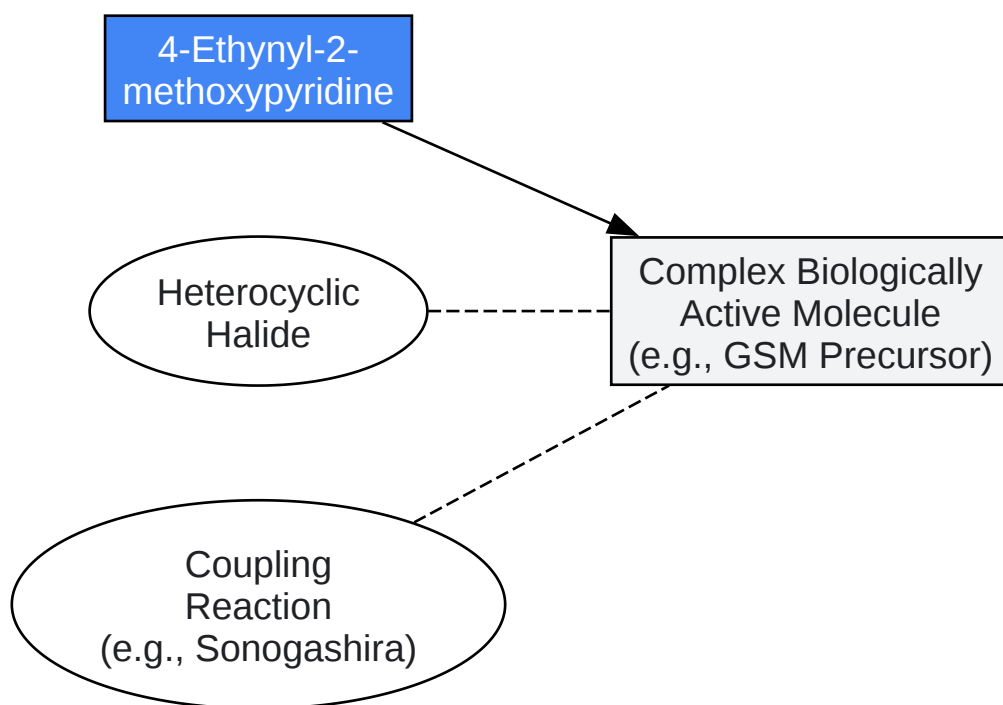 4-Ethynyl-2-
methoxypyridine
Heterocyclic
Halide
Complex Biologically
Active Molecule
(e.g., GSM Precursor)
Coupling
Reaction
(e.g., Sonogashira)